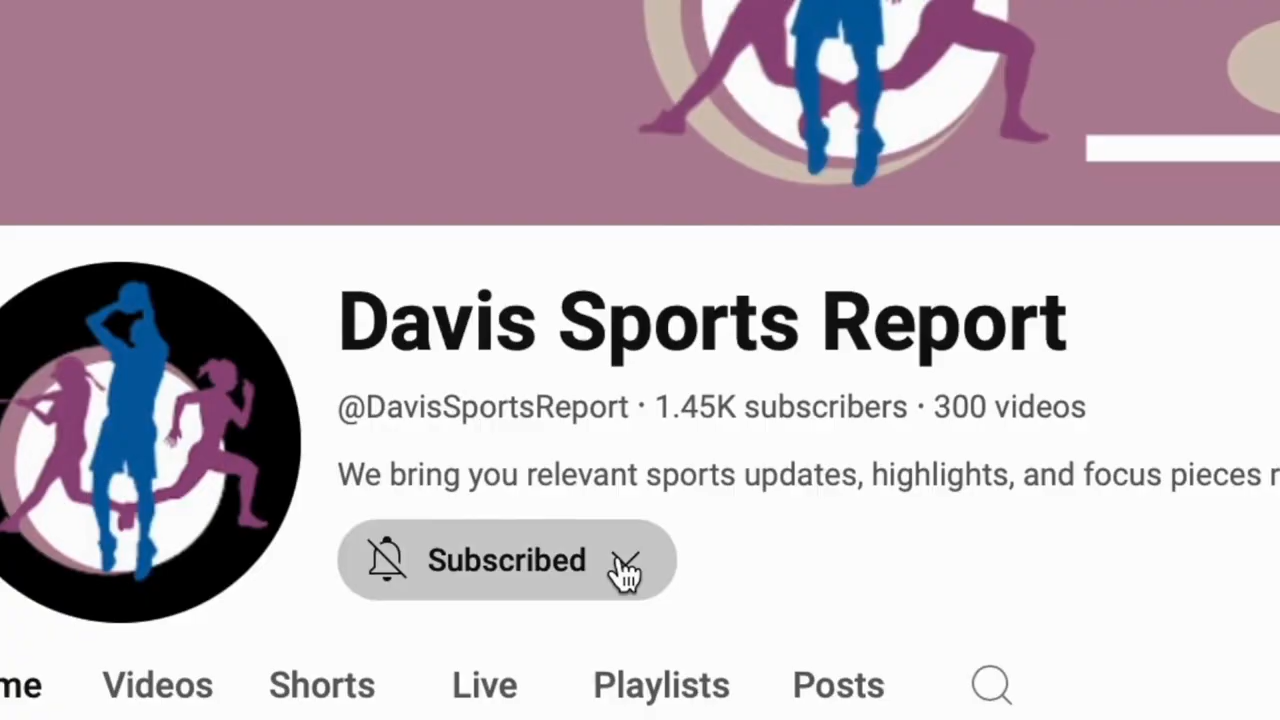 Davis Sports Report
@DavisSportsReport · 1.45K subscribers · 300 videos
We bring you relevant sports updates, highlights, and focus pieces
Subscribed
Videos Shorts Live Playlists Posts